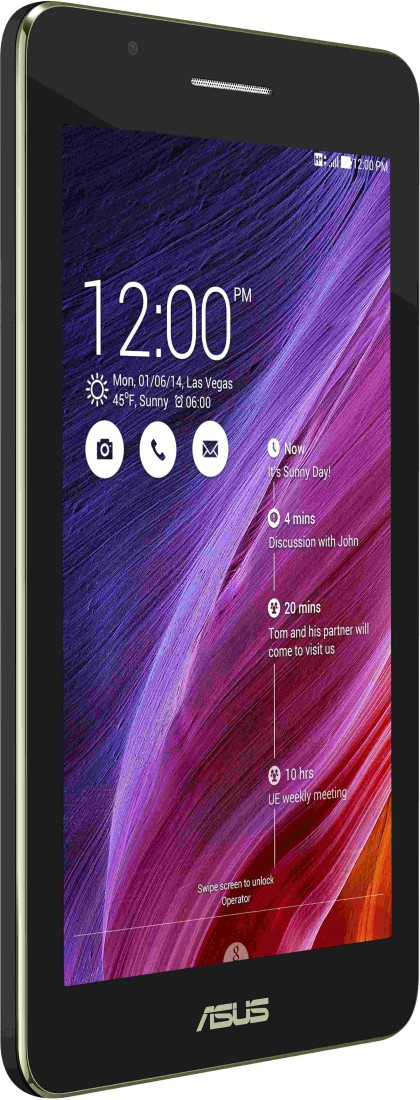 12:00 PM
12:00 PM
Mon, 01/06/14, Las Vegas
45°F, Sunny 06:00
Now
It's Sunny Day!
4 mins
Discussion with John
20 mins
Tom and his partner will
come to visit us
10 hrs
UE weekly meeting
Swipe screen to unlock
Operator
ASUS